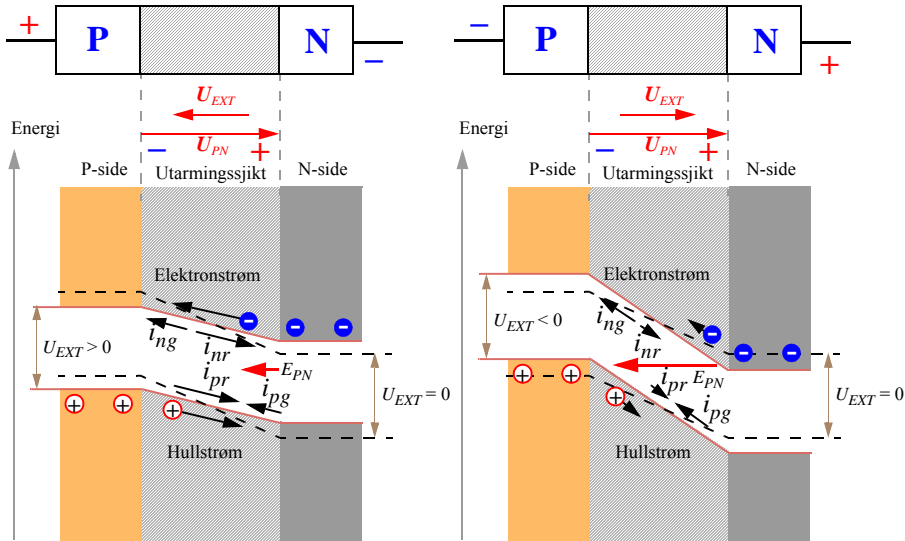 + P N −
U_EXT
U_PN
− +
Energi
P-side
Utarmingssjikt
N-side
Elektronstrøm
− − −
i_ng
i_nr
U_EXT > 0
E_PN
i_pr
i_pg
U_EXT = 0
+ + +
Hullstrøm
− P N +
U_EXT
U_PN
− +
Energi
P-side
Utarmingssjikt
N-side
Elektronstrøm
i_ng
− − −
U_EXT < 0
i_nr
i_pr
E_PN
+ + +
i_pg
U_EXT = 0
Hullstrøm